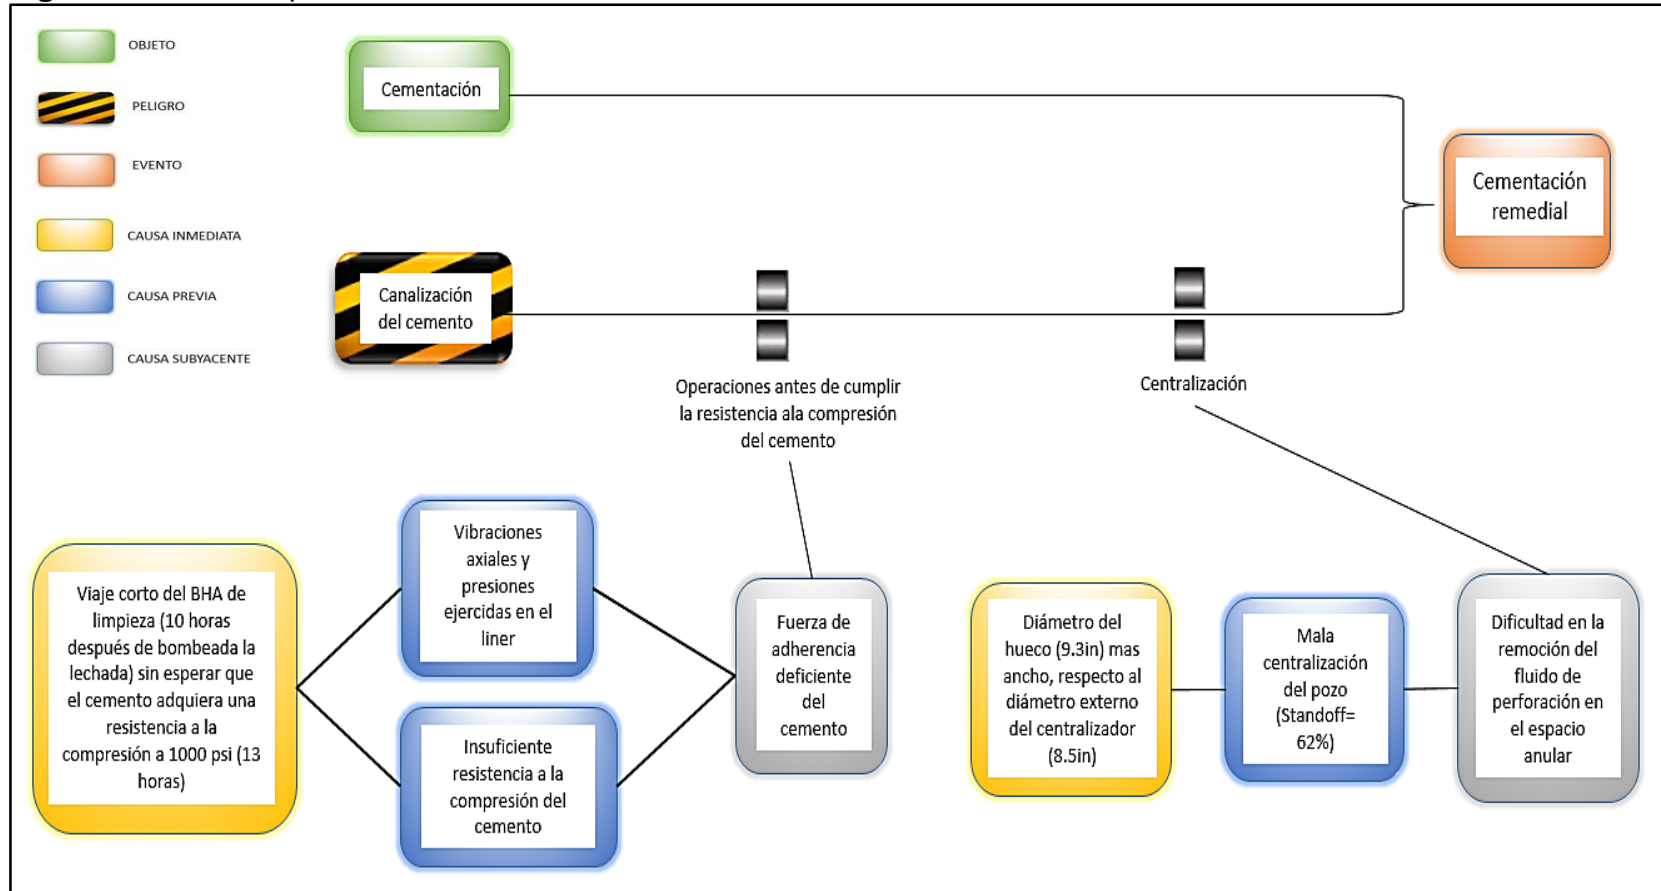 OBJETO
PELIGRO
EVENTO
CAUSA INMEDIATA
CAUSA PREVIA
CAUSA SUBYACENTE
Cementación
Cementación
remedial
Canalización
del cemento
Operaciones antes de cumplir
la resistencia ala compresión
del cemento
Centralización
Viaje corto del BHA de
limpieza (10 horas
después de bombeada la
lechada) sin esperar que
el cemento adquiera una
resistencia a la
compresión a 1000 psi (13
horas)
Vibraciones
axiales y
presiones
ejercidas en el
liner
Insuficiente
resistencia a la
compresión del
cemento
Fuerza de
adherencia
deficiente
del
cemento
Diámetro del
hueco (9.3in) mas
ancho, respecto al
diámetro externo
del centralizador
(8.5in)
Mala
centralización
del pozo
(Standoff=
62%)
Dificultad en la
remoción del
fluido de
perforación en
el espacio
anular